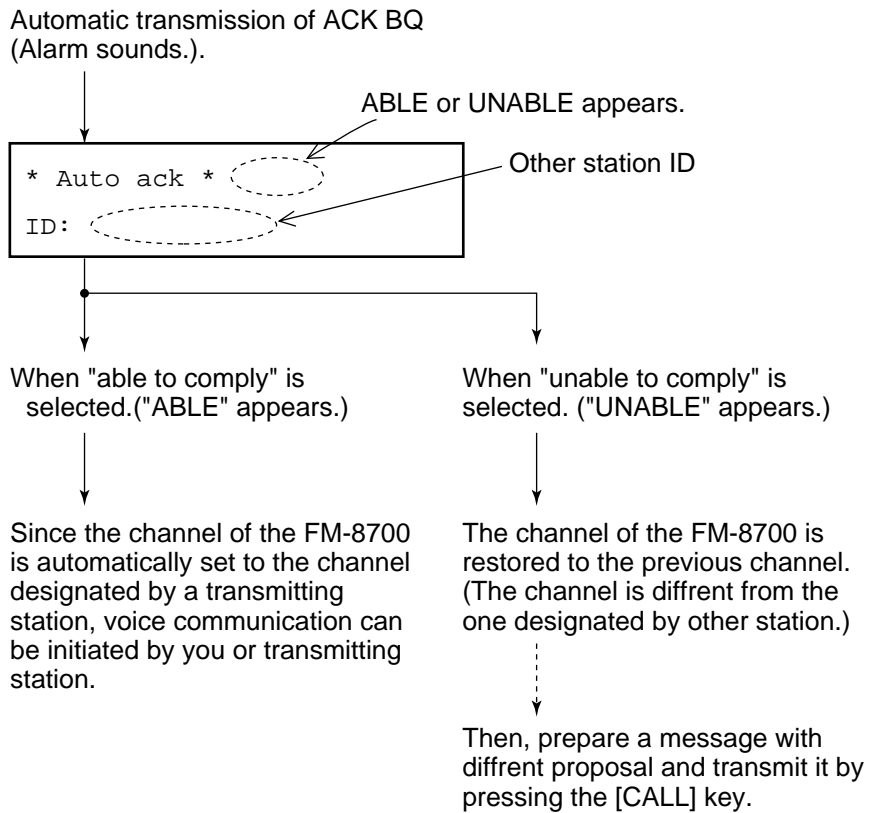 Automatic transmission of ACK BQ
(Alarm sounds.).
ABLE or UNABLE appears.
Other station ID
* Auto ack *
ID:
When "able to comply" is
selected.("ABLE" appears.)
Since the channel of the FM-8700
is automatically set to the channel
designated by a transmitting
station, voice communication can
be initiated by you or transmitting
station.
When "unable to comply" is
selected. ("UNABLE" appears.)
The channel of the FM-8700 is
restored to the previous channel.
(The channel is diffrent from the
one designated by other station.)
Then, prepare a message with
diffrent proposal and transmit it by
pressing the [CALL] key.